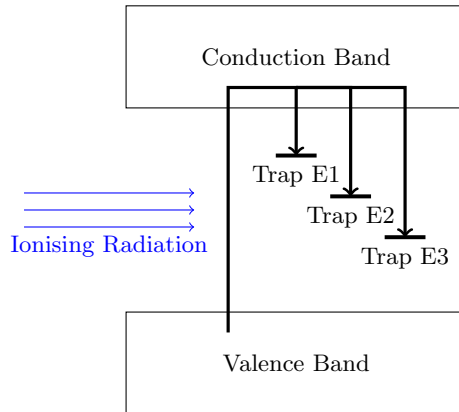 Conduction Band
Trap E1
Trap E2
Ionising Radiation
Trap E3
Valence Band